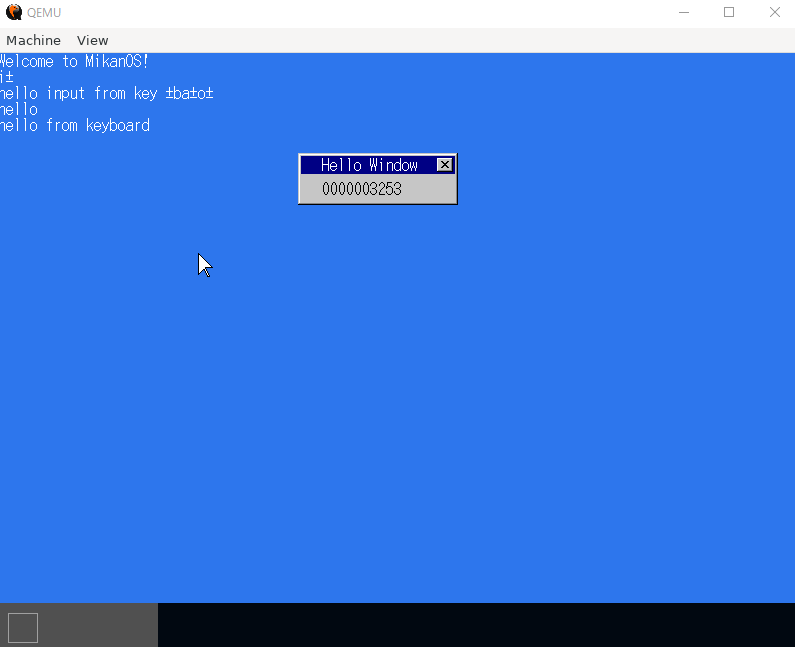 QEMU
Machine View
Welcome to MikanOS!
i±
hello input from key ±ba±o±
hello
hello from keyboard
Hello Window
0000003253